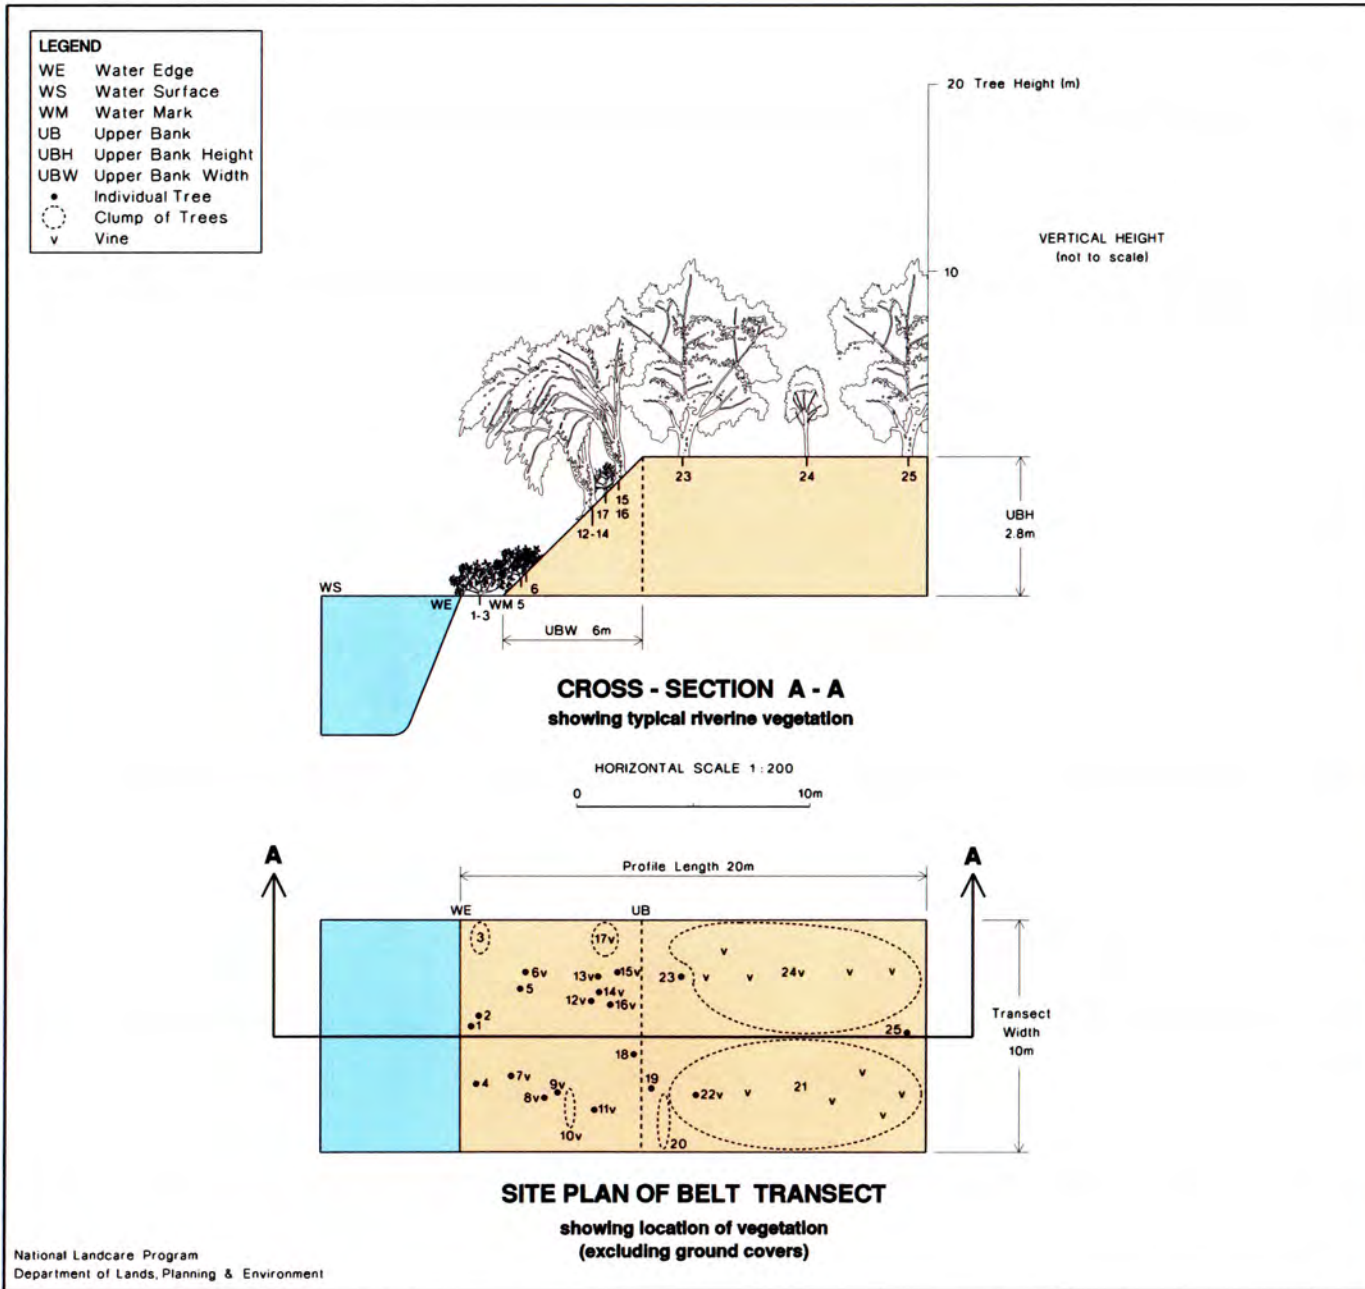 LEGEND
WE Water Edge
WS Water Surface
WM Water Mark
UB Upper Bank
UBH Upper Bank Height
UBW Upper Bank Width
Individual Tree
Clump of Trees
v Vine
20 Tree Height (m)
VERTICAL HEIGHT
(not to scale)
10
23
24
25
15
17 16
12-14
UBH
2.8m
6
WS
WE
WM 5
1-3
UBW 6m
CROSS - SECTION A - A
showing typical riverine vegetation
HORIZONTAL SCALE 1 : 200
0
10m
A
A
Profile Length 20m
WE
UB
3
17v
6v
13v
15v
23
24v
v
v
v
v
v
5
14v
12v
16v
2
1
25
Transect
Width
10m
18
4
7v
9v
8v
19
22v
v
21
v
v
v
v
10v
11v
20
SITE PLAN OF BELT TRANSECT
showing location of vegetation
(excluding ground covers)
National Landcare Program
Department of Lands, Planning & Environment